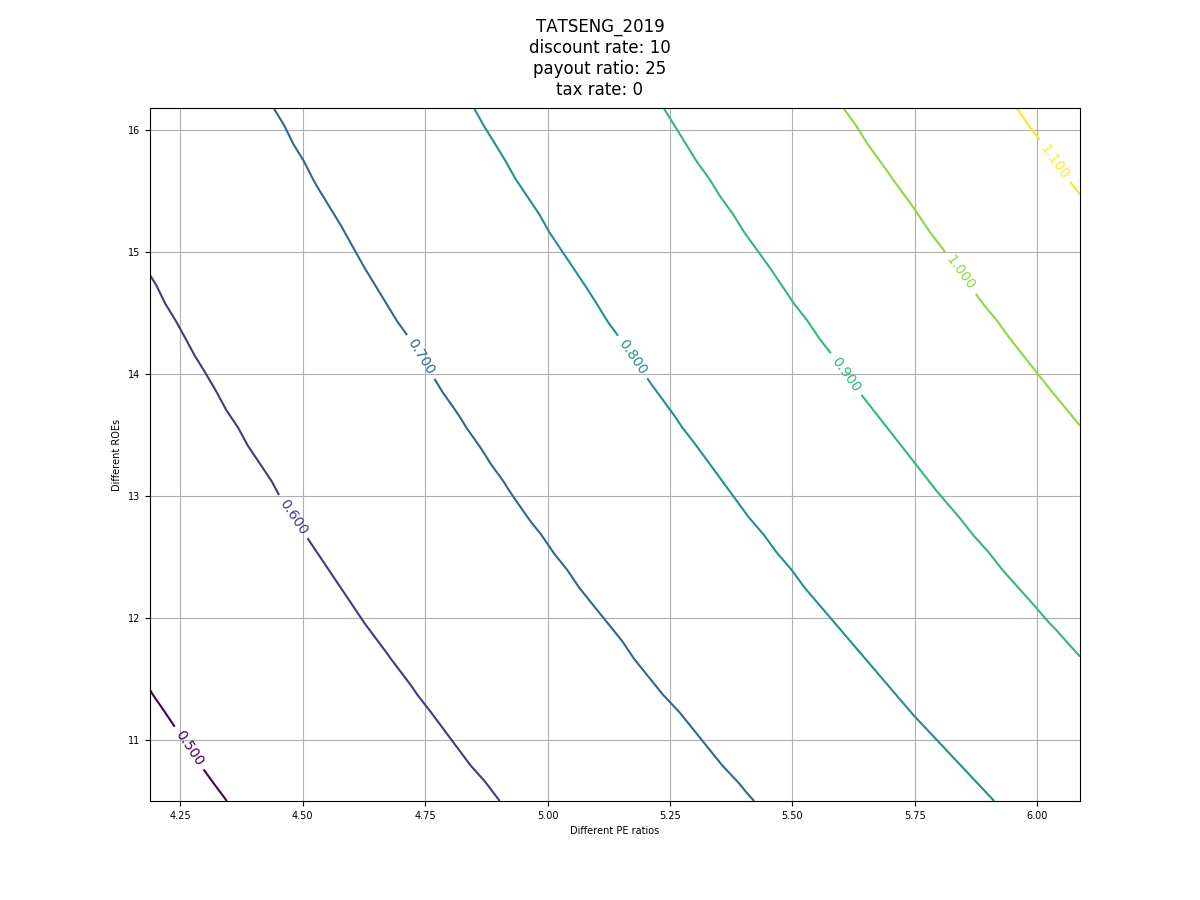 TATSENG_2019
discount rate: 10
payout ratio: 25
tax rate: 0
16
15
14
13
12
11
Different ROEs
1.100
1.000
0.900
0.800
0.700
0.600
0.500
4.25 4.50 4.75 5.00 5.25 5.50 5.75 6.00
Different PE ratios